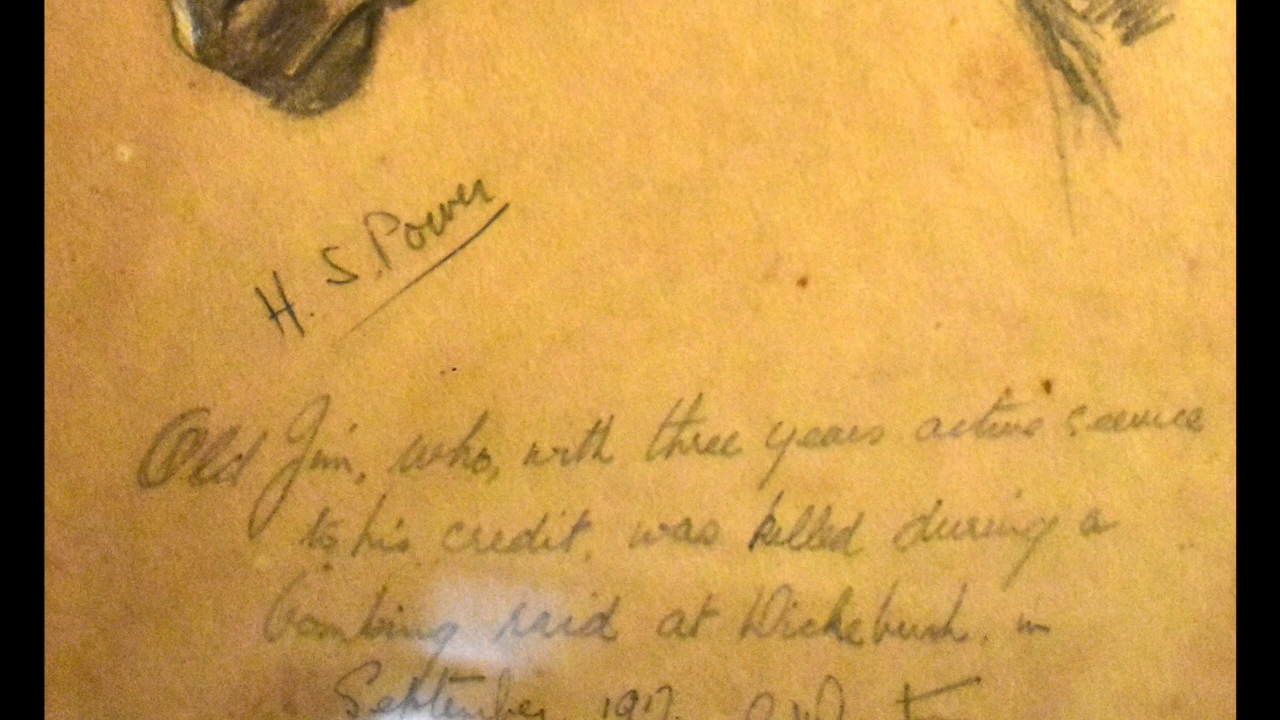 H. S. Power
Old Jim, who, with three years active service
to his credit, was killed during a
bombing raid at Dickebush, in
September 1917.